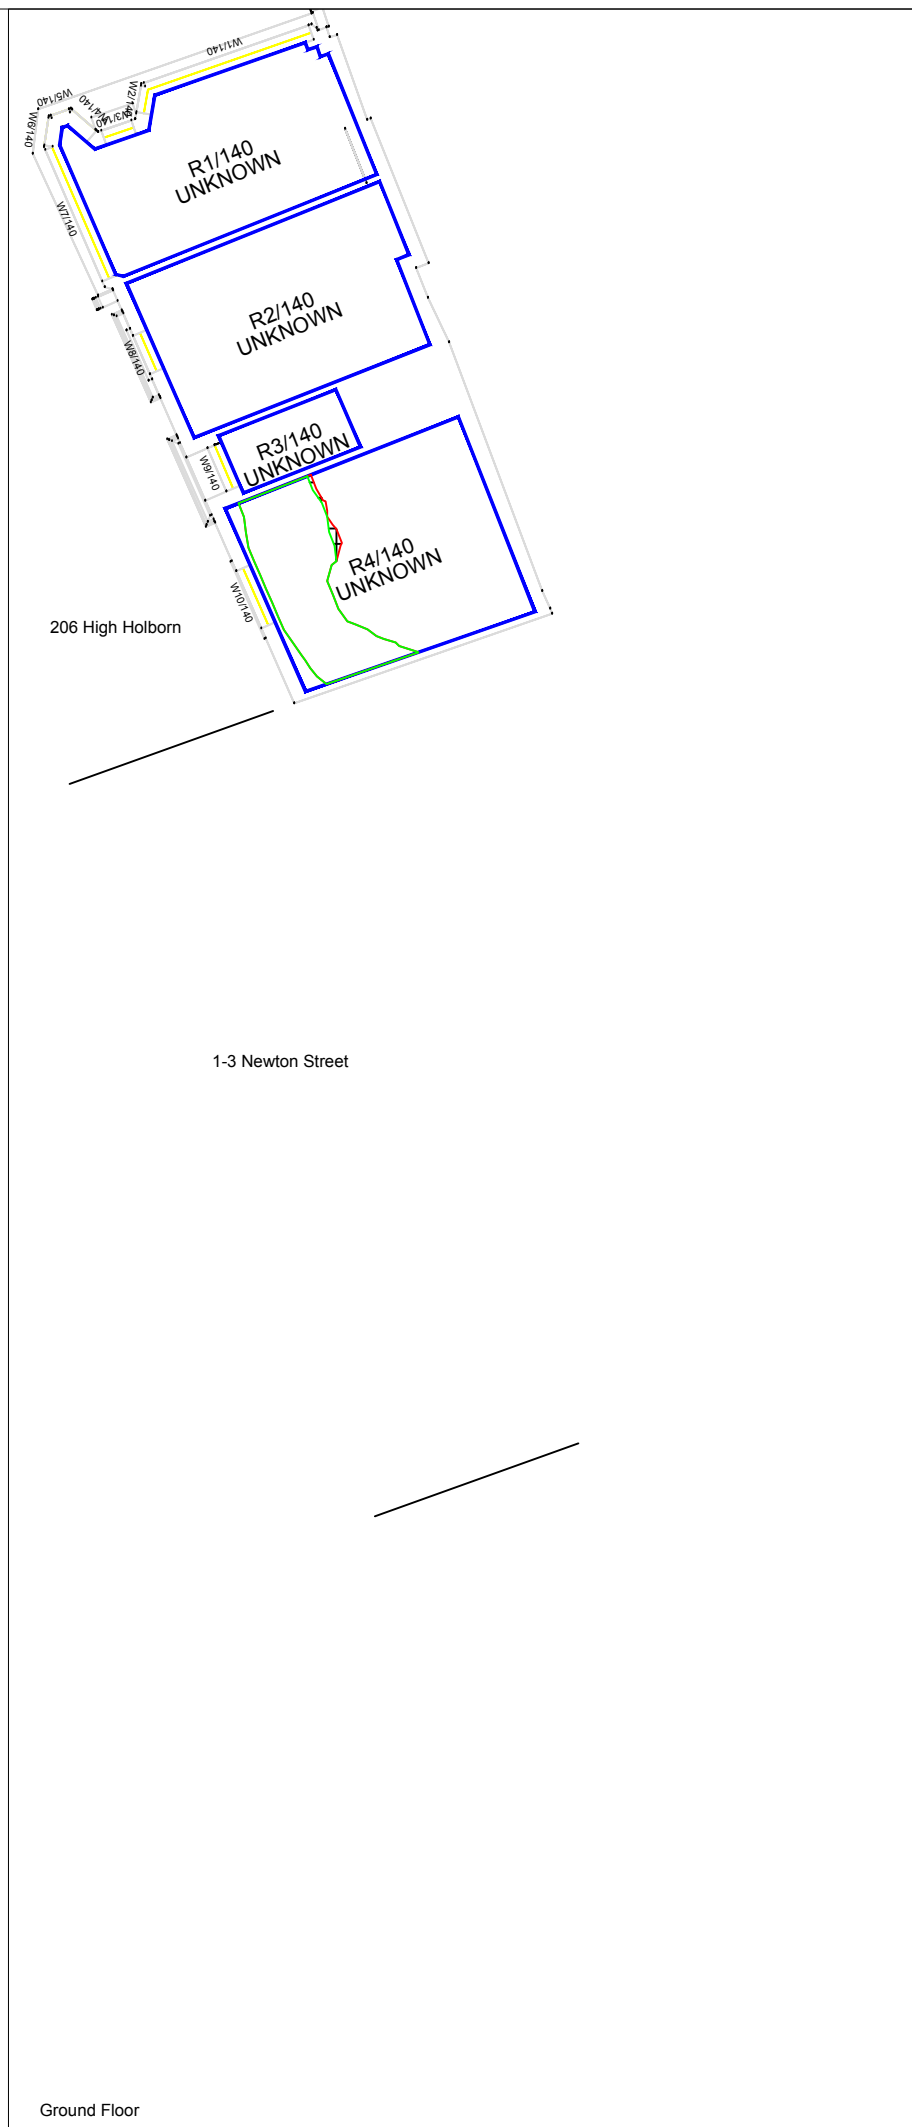 W1/140
W5/140
W2/140
W4/140
W3/140
W6/140
R1/140
UNKNOWN
W7/140
R2/140
UNKNOWN
W8/140
R3/140
UNKNOWN
W9/140
R4/140
UNKNOWN
W10/140
206 High Holborn
1-3 Newton Street
Ground Floor